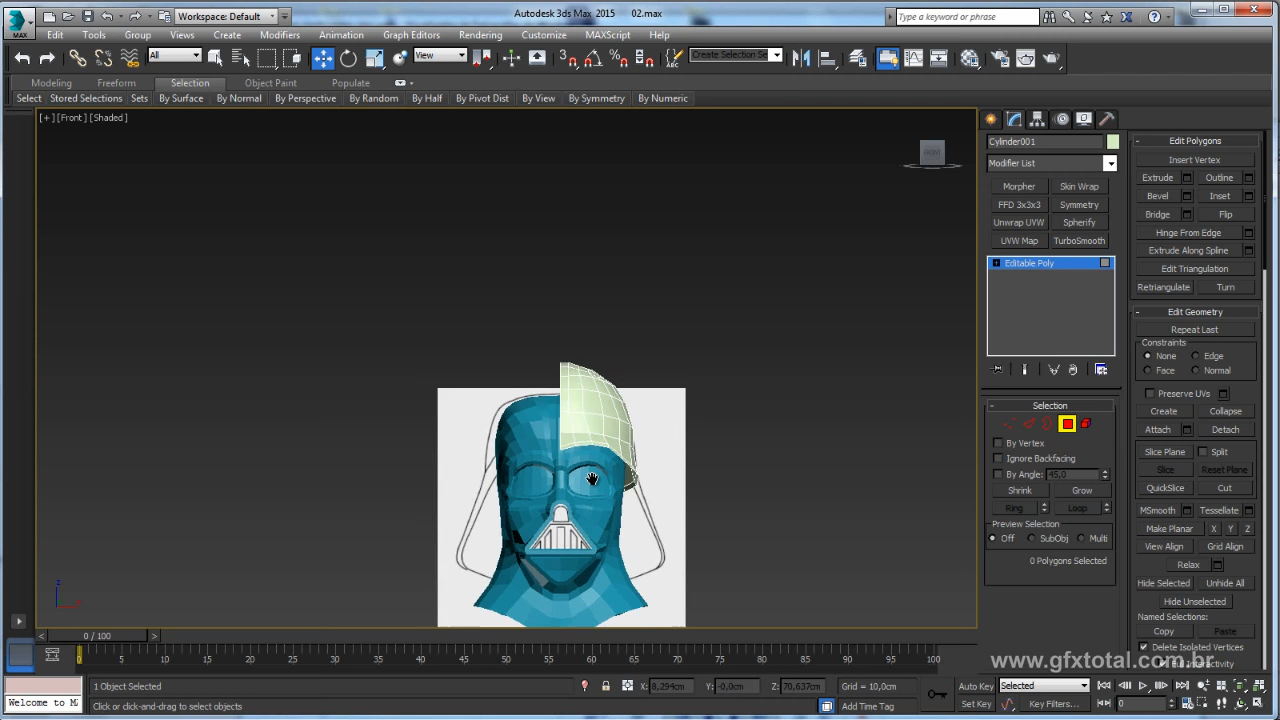 MAX
Workspace: Default
Autodesk 3ds Max 2015 02.max
Type a keyword or phrase
Edit Tools Group Views Create Modifiers Animation Graph Editors Rendering Customize MAXScript Help
All
View
Create Selection Se
Modeling Freeform Selection Object Paint Populate
Select Stored Selections Sets By Surface By Normal By Perspective By Random By Half By Pivot Dist By View By Symmetry By Numeric
[+] [Front] [Shaded]
Cylinder001
Modifier List
Morpher Skin Wrap
FFD 3x3x3 Symmetry
Unwrap UVW Spherify
UVW Map TurboSmooth
Editable Poly
- Selection
By Vertex
Ignore Backfacing
By Angle: 45,0
Shrink Grow
Ring Loop
Preview Selection
Off SubObj Multi
0 Polygons Selected
- Edit Polygons
Insert Vertex
Extrude Outline
Bevel Inset
Bridge Flip
Hinge From Edge
Extrude Along Spline
Edit Triangulation
Retriangulate Turn
- Edit Geometry
Repeat Last
Constraints
None Edge
Face Normal
Preserve UVs
Create Collapse
Attach Detach
Slice Plane Split
Slice Reset Plane
QuickSlice Cut
MSmooth Tessellate
Make Planar X Y Z
View Align Grid Align
Relax
Hide Selected Unhide All
Hide Unselected
Named Selections:
Copy Paste
Delete Isolated Vertices
Full Interactivity
www.gfxtotal.com.br
z
x
< 0 / 100 >
0 5 10 15 20 25 30 35 40 45 50 55 60 65 70 75 80 85 90 95 100
1 Object Selected
X: 8,294cm Y: -0,0cm Z: 70,637cm Grid = 10,0cm
Auto Key Selected
Welcome to M
Click or click-and-drag to select objects
Add Time Tag
Set Key Key Filters... 0